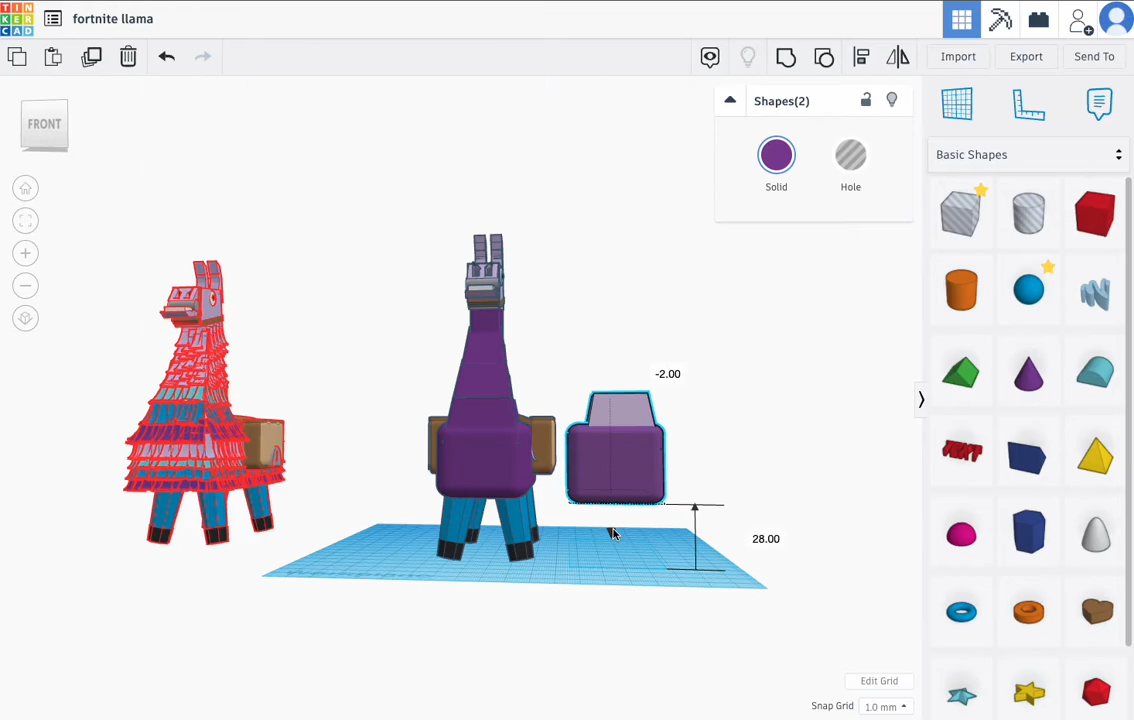 TIN
KER
CAD
fortnite llama
Import
Export
Send To
FRONT
Shapes(2)
Solid
Hole
Basic Shapes
-2.00
28.00
Edit Grid
Snap Grid
1.0 mm